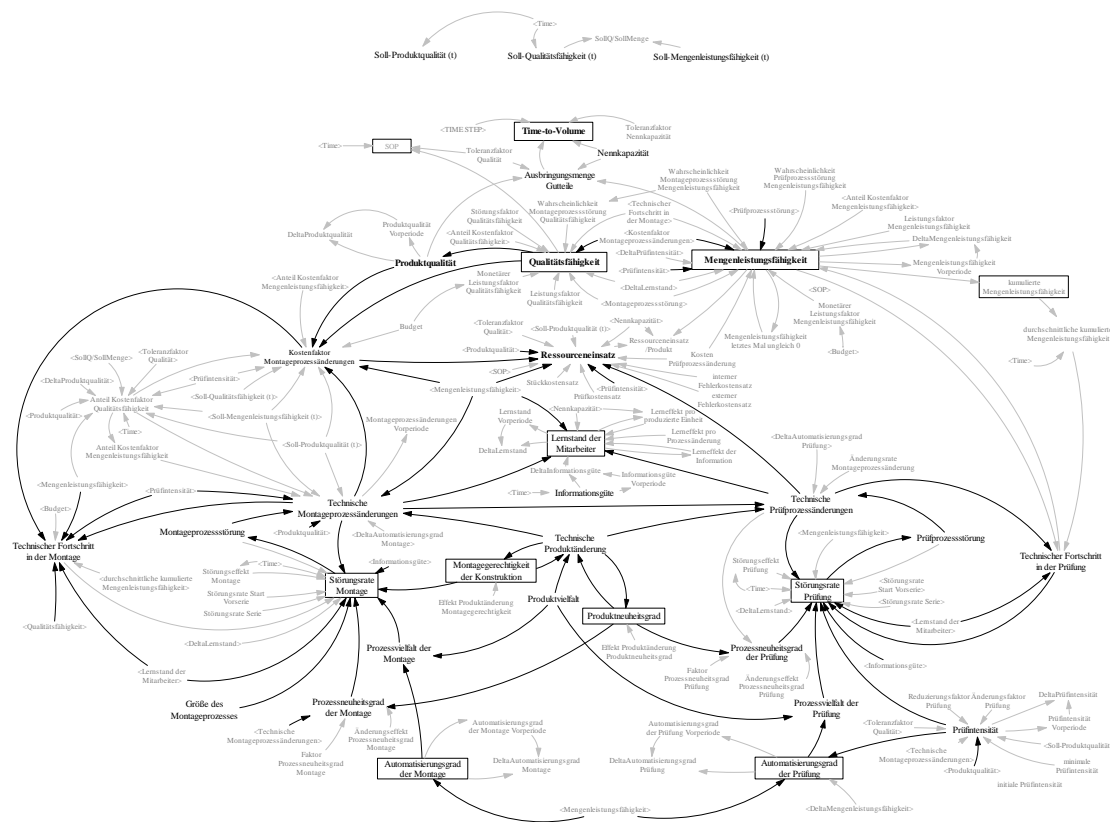 <Time>
SollQ/SollMenge
Soll-Produktqualität (t)
Soll-Qualitätsfähigkeit (t)
Soll-Mengenleistungsfähigkeit (t)
<TIME STEP>
Time-to-Volume
Toleranzfaktor
Nennkapazität
<Time>
SOP
Toleranzfaktor
Qualität
Nennkapazität
Ausbringungsmenge
Gutteile
Wahrscheinlichkeit
Montageprozessstörung
Mengenleistungsfähigkeit
Wahrscheinlichkeit
Prüfprozessstörung
Mengenleistungsfähigkeit
Produktqualität
Vorperiode
DeltaProduktqualität
Störungsfaktor
Qualitätsfähigkeit
Wahrscheinlichkeit
Montageprozessstörung
Qualitätsfähigkeit
<Technischer
Fortschritt in
der Montage>
<Prüfprozessstörung>
<Anteil Kostenfaktor
Mengenleistungsfähigkeit>
Leistungsfaktor
Mengenleistungsfähigkeit
<Anteil Kostenfaktor
Qualitätsfähigkeit>
<Kostenfaktor
Montageprozessänderungen>
DeltaMengenleistungsfähigkeit
Produktqualität
Qualitätsfähigkeit
<DeltaPrüfintensität>
Mengenleistungsfähigkeit
Mengenleistungsfähigkeit
Vorperiode
<Prüfintensität>
<Anteil Kostenfaktor
Mengenleistungsfähigkeit>
Monetärer
Leistungsfaktor
Qualitätsfähigkeit
Leistungsfaktor
Qualitätsfähigkeit
<DeltaLernstand>
<Montageprozessstörung>
<SOP>
kumulierte
Mengenleistungsfähigkeit
Monetärer
Leistungsfaktor
Mengenleistungsfähigkeit
<Budget>
Budget
<Toleranzfaktor
Qualität>
<Soll-Produktqualität (t)>
<Nennkapazität>
Ressourceneinsatz
/Produkt
Mengenleistungsfähigkeit
letztes Mal ungleich 0
durchschnittliche kumulierte
Mengenleistungsfähigkeit
<Time>
<SollQ/SollMenge>
<Toleranzfaktor
Qualität>
Kostenfaktor
Montageprozessänderungen
<Produktqualität>
Ressourceneinsatz
Kosten
Prüfprozessänderung
<SOP>
Stückkostensatz
<Prüfintensität>
Prüfkostensatz
interner
Fehlerkostensatz
externer
Fehlerkostensatz
<DeltaProduktqualität>
<Prüfintensität>
<Mengenleistungsfähigkeit>
<Soll-Qualitätsfähigkeit (t)>
Anteil Kostenfaktor
Qualitätsfähigkeit
<Produktqualität>
<Soll-Mengenleistungsfähigkeit (t)>
<Time>
<Soll-Produktqualität (t)>
Anteil Kostenfaktor
Mengenleistungsfähigkeit
Montageprozessänderungen
Vorperiode
Lernstand
Vorperiode
<Nennkapazität>
Lerneffekt pro
produzierte Einheit
Lerneffekt pro
Prozessänderung
Lerneffekt der
Information
Lernstand der
Mitarbeiter
DeltaLernstand
DeltaInformationsgüte
<Informationsgüte
Vorperiode
<Time>
Informationsgüte
<DeltaAutomatisierungsgrad
Prüfung>
Änderungsrate
Montageprozessänderung
<Mengenleistungsfähigkeit>
<Prüfintensität>
Technische
Montageprozessänderungen
Technische
Prüfprozessänderungen
<Budget>
Montageprozessstörung
<Produktqualität>
<DeltaAutomatisierungsgrad
Montage>
Technische
Produktänderung
<Mengenleistungsfähigkeit>
Prüfprozessstörung
Technischer Fortschritt
in der Montage
Technischer Fortschritt
in der Prüfung
<Time>
Störungseffekt
Montage
<Informationsgüte>
Montagegerechtigkeit
der Konstruktion
Störungseffekt
Prüfung
<Time>
<durchschnittliche kumulierte
Mengenleistungsfähigkeit>
Störungsrate Start
Vorserie
Störungsrate Serie
Störungsrate
Montage
Effekt Produktänderung
Montagegerechtigkeit
Produktvielfalt
Produktneuheitsgrad
<DeltaLernstand>
Störungsrate
Prüfung
<Störungsrate
Start Vorserie>
<Störungsrate Serie>
<Qualitätsfähigkeit>
<Lernstand der
Mitarbeiter>
<DeltaLernstand>
Prozessvielfalt der
Montage
Effekt Produktänderung
Produktneuheitsgrad
Prozessneuheitsgrad
der Prüfung
Faktor
Prozessneuheitsgrad
Prüfung
Änderungseffekt
Prozessneuheitsgrad
Prüfung
<Informationsgüte>
<Lernstand der
Mitarbeiter>
Größe des
Montageprozesses
Prozessneuheitsgrad
der Montage
Prozessvielfalt der
Prüfung
Reduzierungsfaktor
Prüfung
Änderungsfaktor
Prüfung
DeltaPrüfintensität
Prüfintensität
Vorperiode
<Technische
Montageprozessänderungen>
Änderungseffekt
Prozessneuheitsgrad
Montage
Faktor
Prozessneuheitsgrad
Montage
Automatisierungsgrad
der Montage Vorperiode
Automatisierungsgrad
der Prüfung Vorperiode
<Toleranzfaktor
Qualität>
Prüfintensität
<Soll-Produktqualität
<Technische
Montageprozessänderungen>
<Produktqualität>
minimale
Prüfintensität
initiale Prüfintensität
Automatisierungsgrad
der Montage
DeltaAutomatisierungsgrad
Montage
DeltaAutomatisierungsgrad
Prüfung
Automatisierungsgrad
der Prüfung
<Mengenleistungsfähigkeit>
<DeltaMengenleistungsfähigkeit>